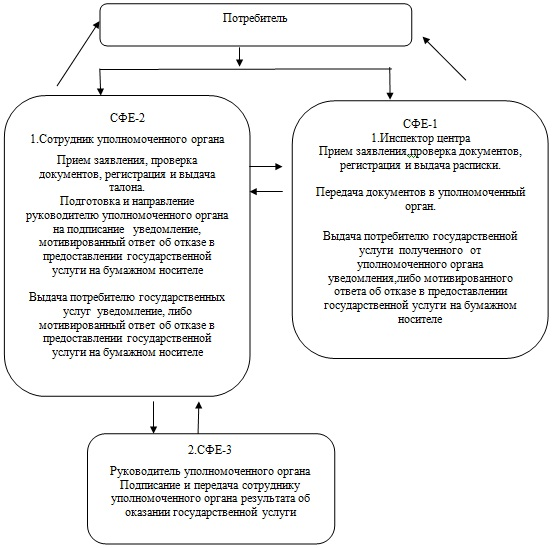 Потребитель
СФЕ-2
1.Сотрудник уполномоченного органа
Прием заявления, проверка
документов, регистрация и выдача
талона.
Подготовка и направление
руководителю уполномоченного органа
на подписание уведомление,
мотивированный ответ об отказе в
предоставлении государственной
услуги на бумажном носителе
Выдача потребителю государственных
услуг уведомление, либо
мотивированный ответ об отказе в
предоставлении государственной
услуги на бумажном носителе
СФЕ-1
1.Инспектор центра
Прием заявления,проверка документов,
регистрация и выдача расписки.
Передача документов в уполномоченный
орган.
Выдача потребителю государственной
услуги полученного от
уполномоченного органа
уведомления,либо мотивированного
ответа об отказе в предоставлении
государственной услуги на бумажном
носителе
2.СФЕ-3
Руководитель уполномоченного органа
Подписание и передача сотруднику
уполномоченного органа результата об
оказании государственной услуги